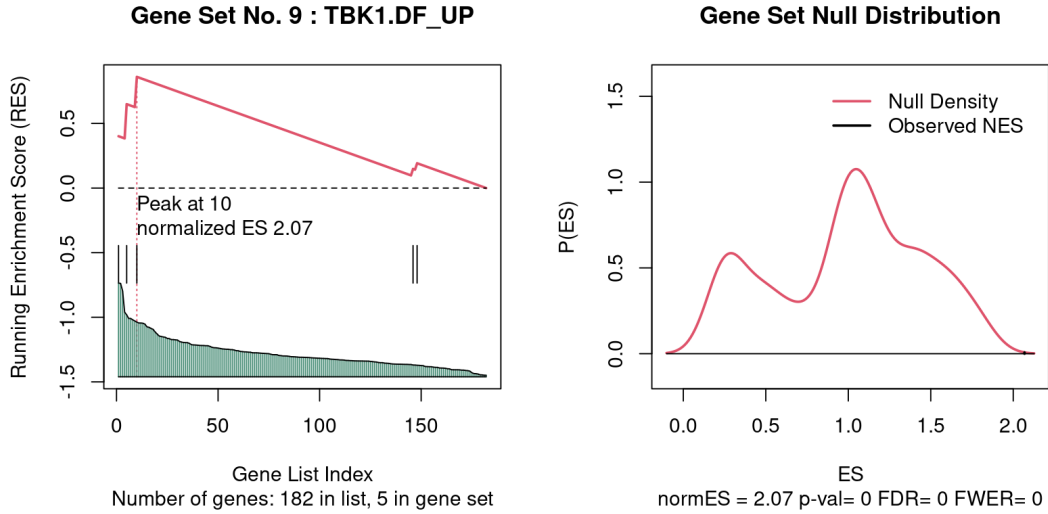 Gene Set No. 9 : TBK1.DF_UP
Running Enrichment Score (RES)
0.5
0.0
-0.5
-1.0
-1.5
Peak at 10
normalized ES 2.07
0
50
100
150
Gene List Index
Number of genes: 182 in list, 5 in gene set
Gene Set Null Distribution
P(ES)
1.5
1.0
0.5
0.0
Null Density
Observed NES
0.0
0.5
1.0
1.5
2.0
ES
normES = 2.07 p-val= 0 FDR= 0 FWER= 0